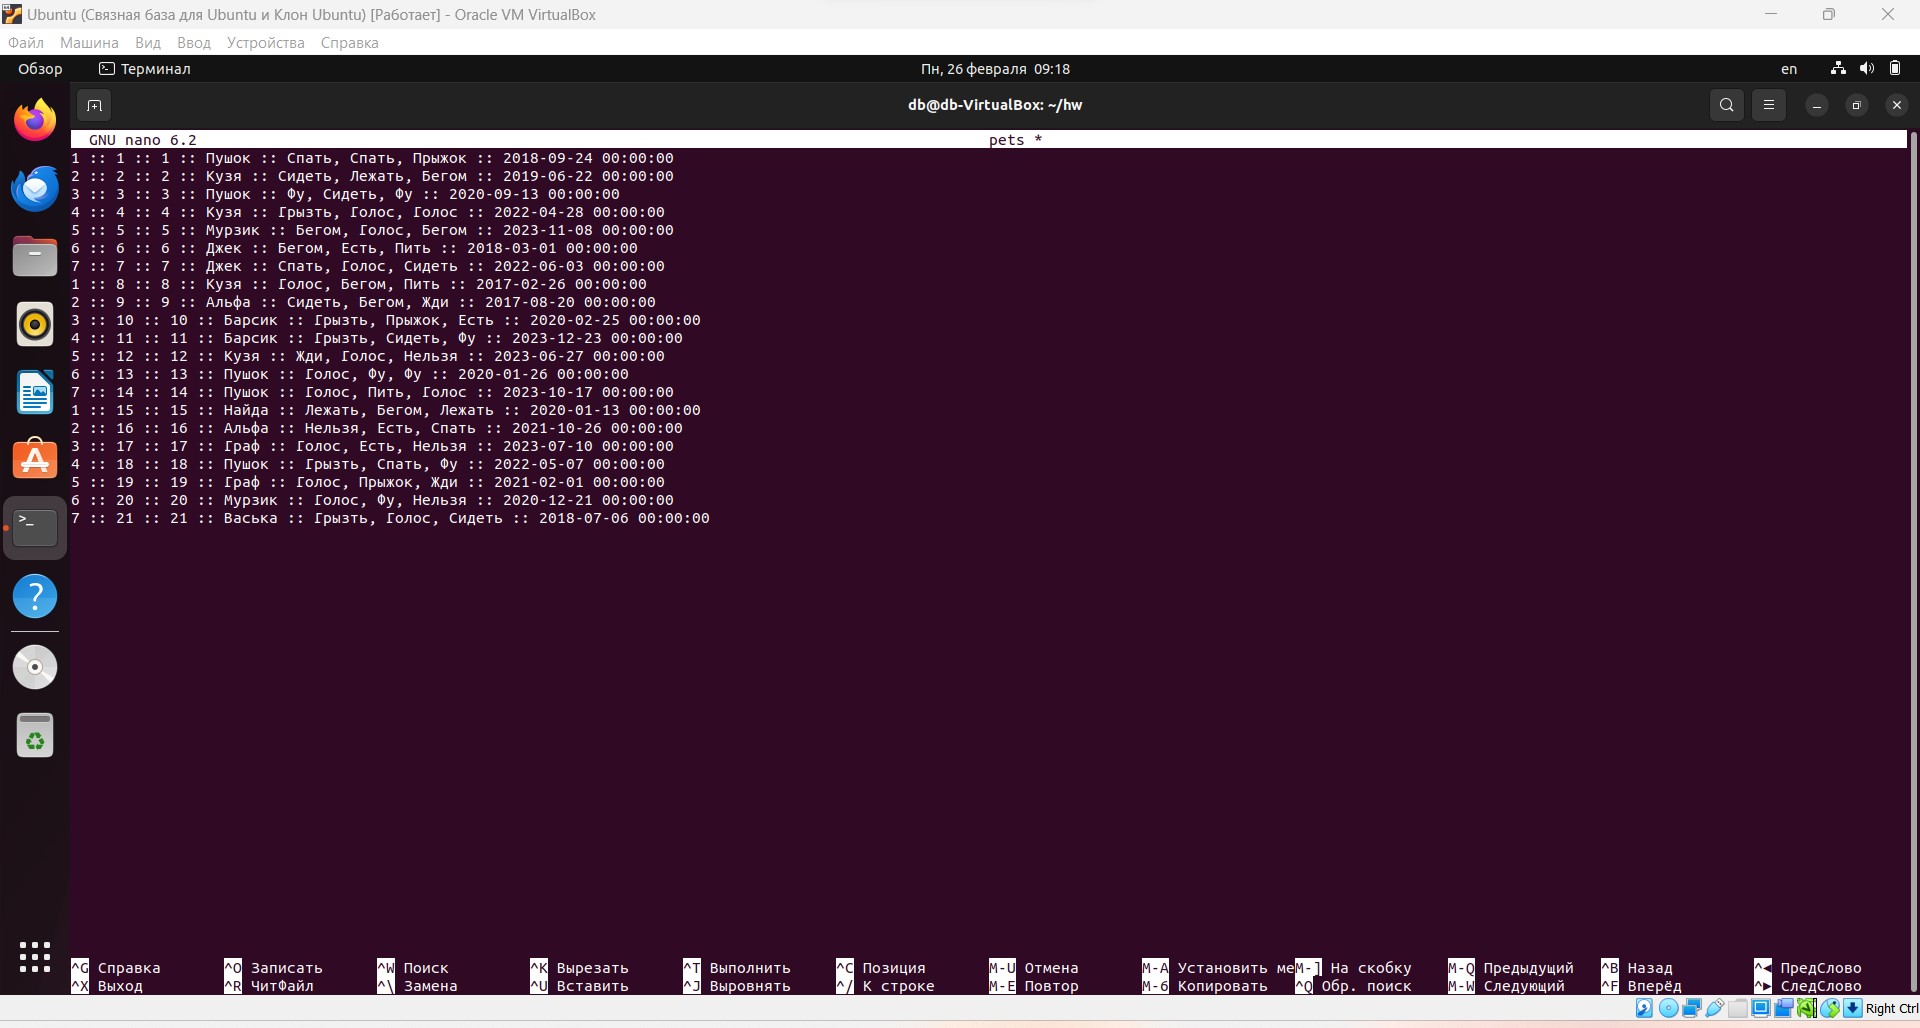 Ubuntu (Связная база для Ubuntu и Клон Ubuntu) [Работает] - Oracle VM VirtualBox
Файл Машина Вид Ввод Устройства Справка
Обзор Терминал Пн, 26 февраля 09:18 en
db@db-VirtualBox: ~/hw
GNU nano 6.2 pets *
1 :: 1 :: 1 :: Пушок :: Спать, Спать, Прыжок :: 2018-09-24 00:00:00
2 :: 2 :: 2 :: Кузя :: Сидеть, Лежать, Бегом :: 2019-06-22 00:00:00
3 :: 3 :: 3 :: Пушок :: Фу, Сидеть, Фу :: 2020-09-13 00:00:00
4 :: 4 :: 4 :: Кузя :: Грызть, Голос, Голос :: 2022-04-28 00:00:00
5 :: 5 :: 5 :: Мурзик :: Бегом, Голос, Бегом :: 2023-11-08 00:00:00
6 :: 6 :: 6 :: Джек :: Бегом, Есть, Пить :: 2018-03-01 00:00:00
7 :: 7 :: 7 :: Джек :: Спать, Голос, Сидеть :: 2022-06-03 00:00:00
1 :: 8 :: 8 :: Кузя :: Голос, Бегом, Пить :: 2017-02-26 00:00:00
2 :: 9 :: 9 :: Альфа :: Сидеть, Бегом, Жди :: 2017-08-20 00:00:00
3 :: 10 :: 10 :: Барсик :: Грызть, Прыжок, Есть :: 2020-02-25 00:00:00
4 :: 11 :: 11 :: Барсик :: Грызть, Сидеть, Фу :: 2023-12-23 00:00:00
5 :: 12 :: 12 :: Кузя :: Жди, Голос, Нельзя :: 2023-06-27 00:00:00
6 :: 13 :: 13 :: Пушок :: Голос, Фу, Фу :: 2020-01-26 00:00:00
7 :: 14 :: 14 :: Пушок :: Голос, Пить, Голос :: 2023-10-17 00:00:00
1 :: 15 :: 15 :: Найда :: Лежать, Бегом, Лежать :: 2020-01-13 00:00:00
2 :: 16 :: 16 :: Альфа :: Нельзя, Есть, Спать :: 2021-10-26 00:00:00
3 :: 17 :: 17 :: Граф :: Голос, Есть, Нельзя :: 2023-07-10 00:00:00
4 :: 18 :: 18 :: Пушок :: Грызть, Спать, Фу :: 2022-05-07 00:00:00
5 :: 19 :: 19 :: Граф :: Голос, Прыжок, Жди :: 2021-02-01 00:00:00
6 :: 20 :: 20 :: Мурзик :: Голос, Фу, Нельзя :: 2020-12-21 00:00:00
7 :: 21 :: 21 :: Васька :: Грызть, Голос, Сидеть :: 2018-07-06 00:00:00
^G Справка ^O Записать ^W Поиск ^K Вырезать ^T Выполнить ^C Позиция M-U Отмена M-A Установить ме M-] На скобку M-Q Предыдущий ^B Назад ^◄ ПредСлово
^X Выход ^R ЧитФайл ^\ Замена ^U Вставить ^J Выровнять ^/ К строке M-E Повтор M-6 Копировать ^Q Обр. поиск M-W Следующий ^F Вперёд ^► СледСлово
Right Ctrl